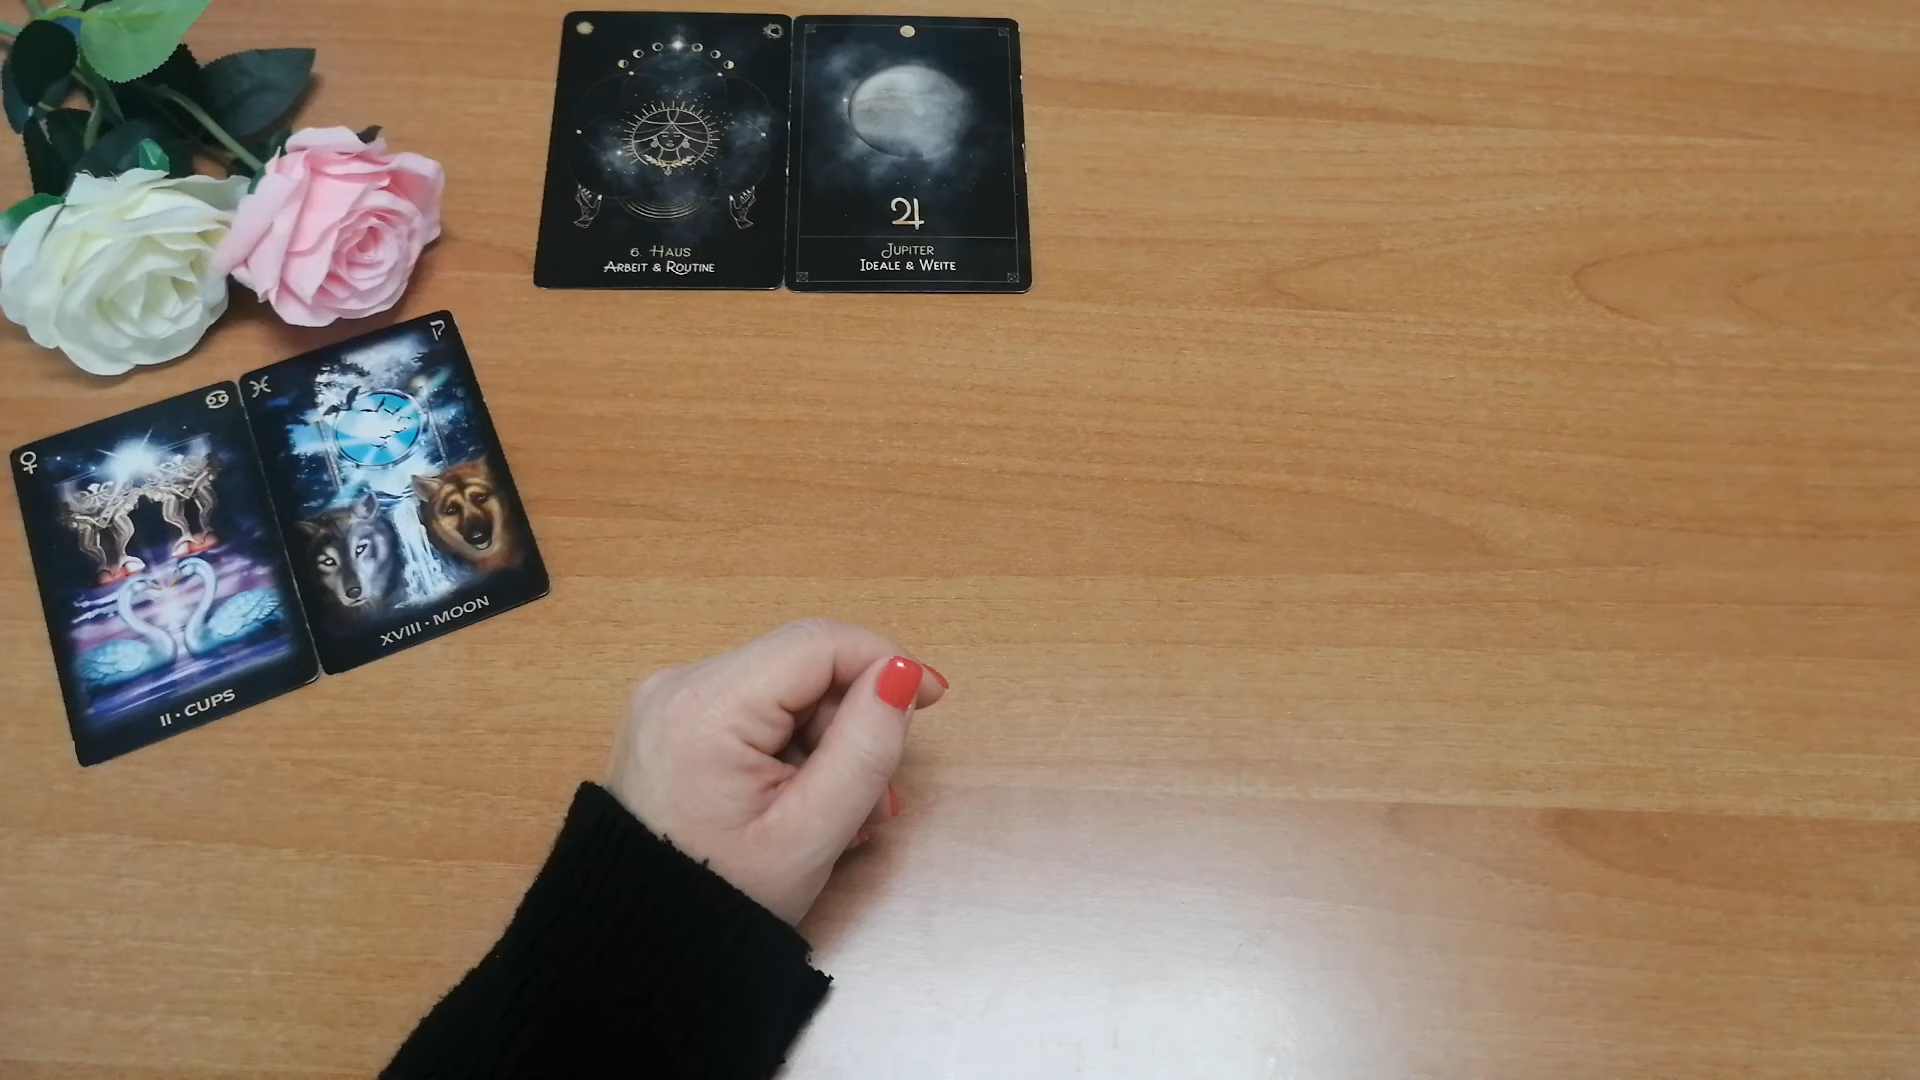 6. Haus
Arbeit & Routine
Jupiter
Ideale & Weite
II · CUPS
XVIII · MOON